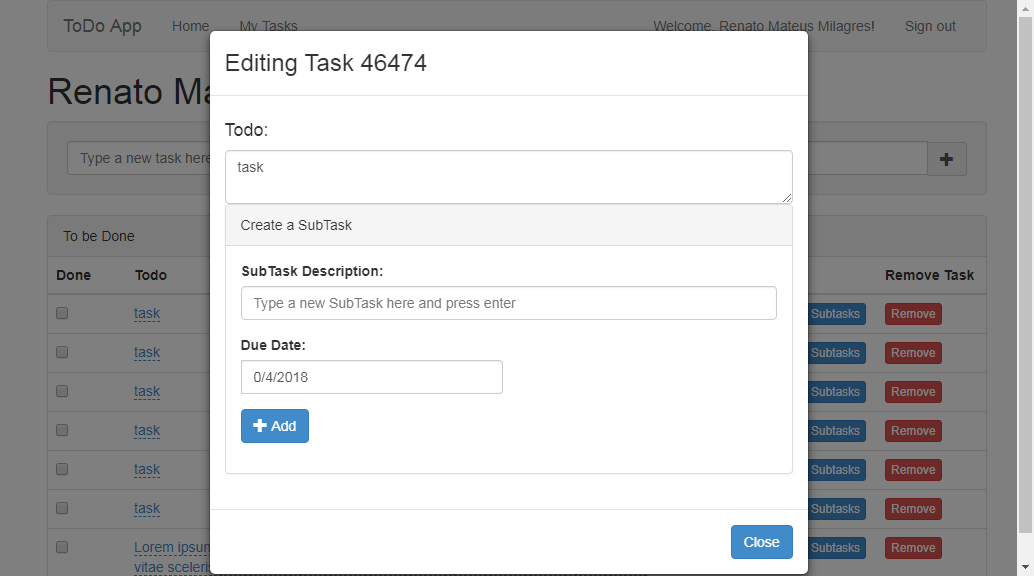 ToDo App Home My Tasks Welcome, Renato Mateus Milagres! Sign out
Editing Task 46474
Renato Ma
Todo:
task
Type a new task here
Create a SubTask
To be Done
SubTask Description:
Type a new SubTask here and press enter
Done Todo Remove Task
task Subtasks Remove
Due Date:
task Subtasks Remove
0/4/2018
task Subtasks Remove
Add
task Subtasks Remove
task Subtasks Remove
task Subtasks Remove
Close
Lorem ipsum Subtasks Remove
vitae sceleris